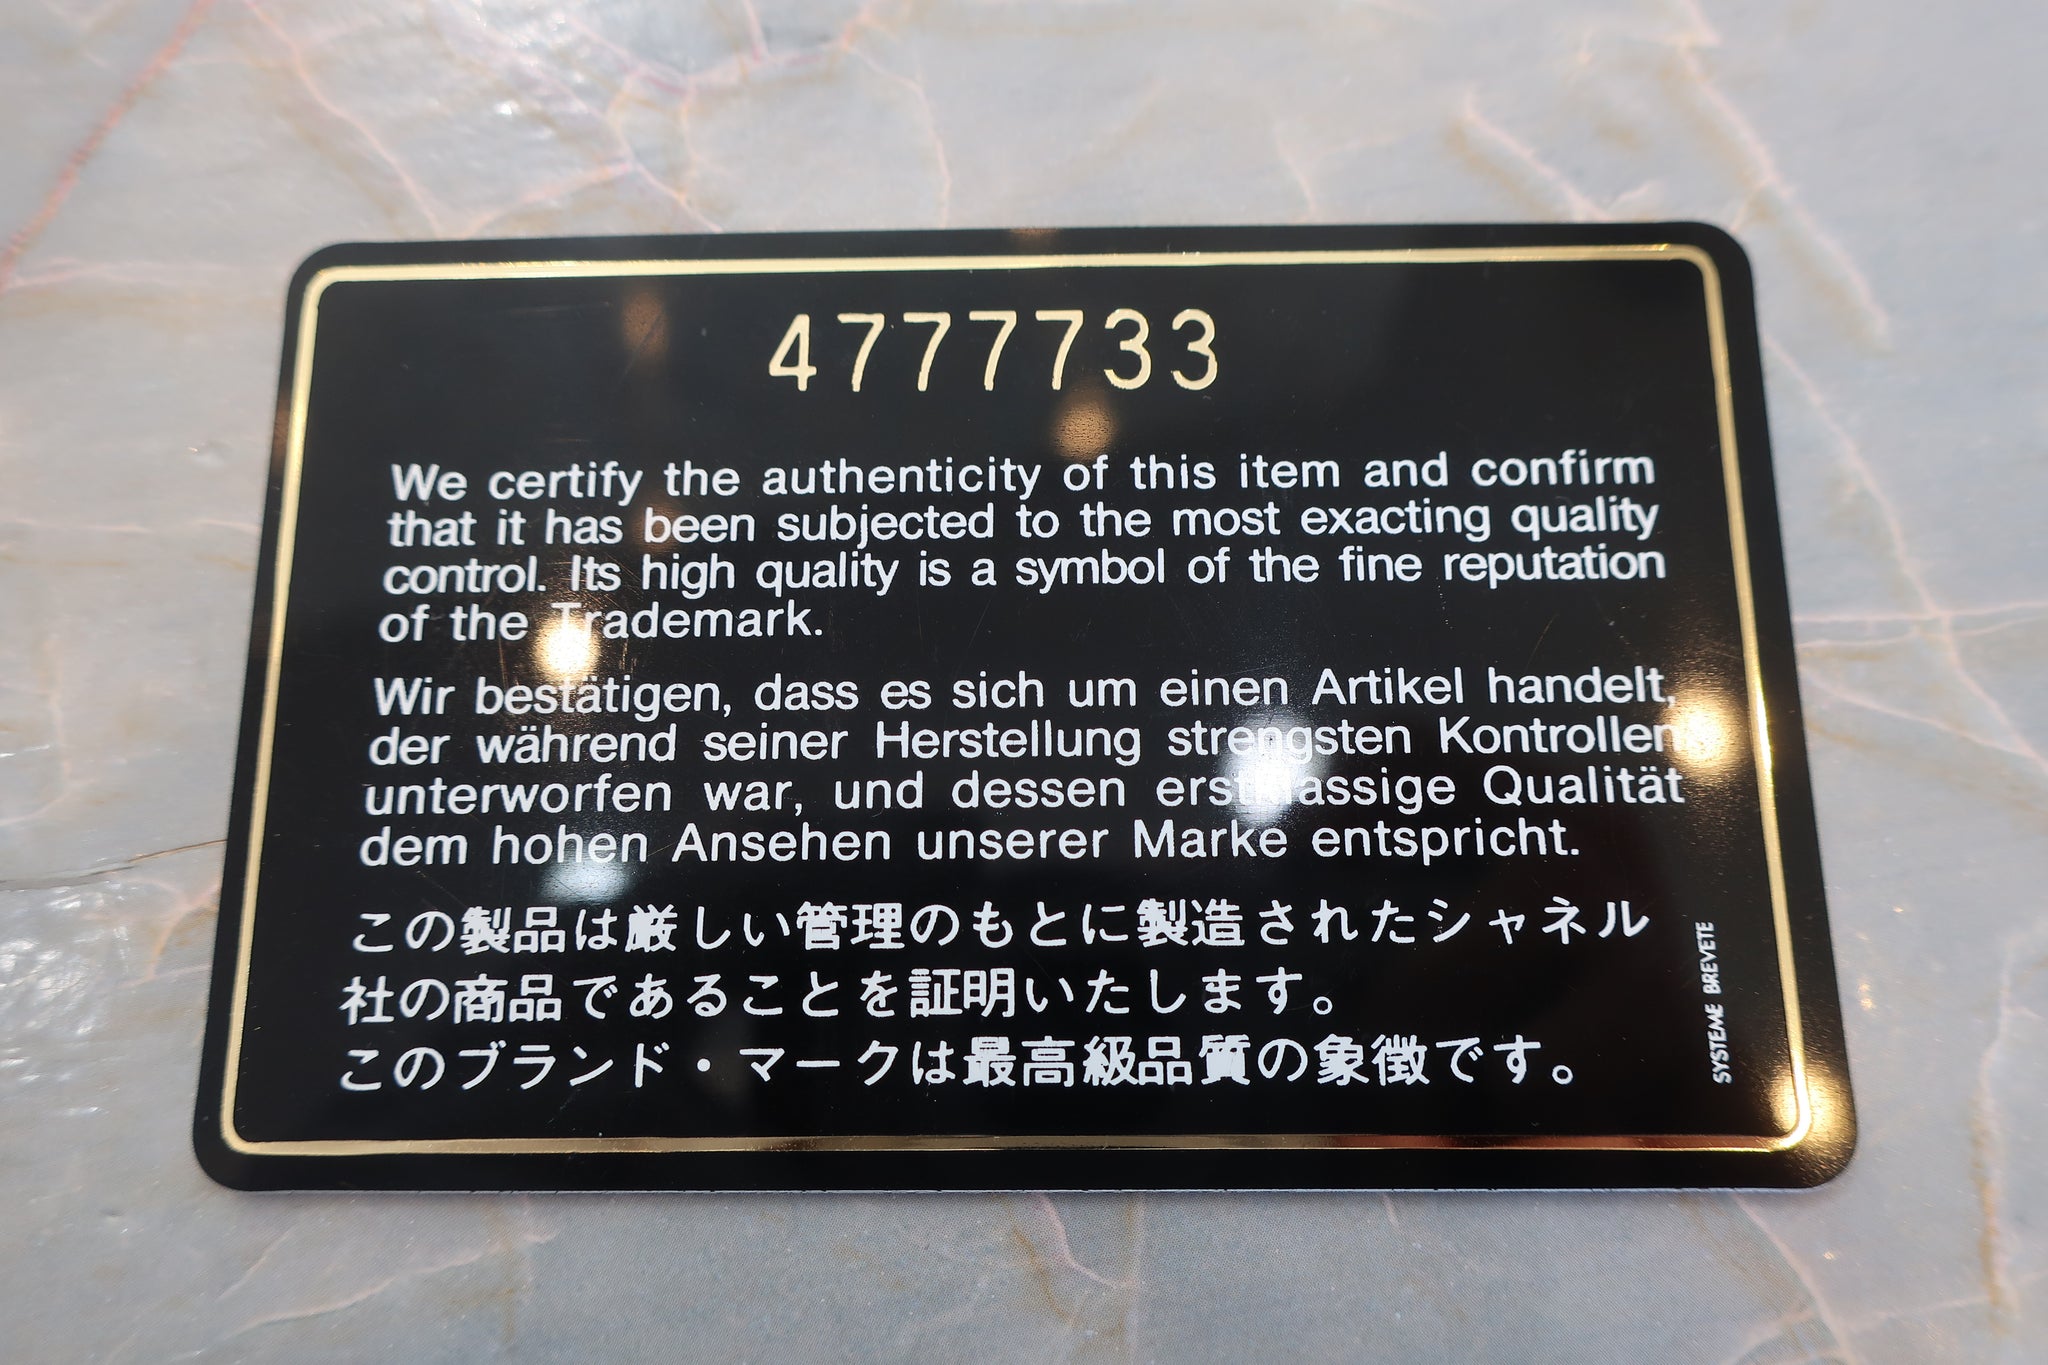 4777733
We certify the authenticity of this item and confirm
that it has been subjected to the most exacting quality
control. Its high quality is a symbol of the fine reputation
of the Trademark.
Wir bestätigen, dass es sich um einen Artikel handelt,
der während seiner Herstellung strengsten Kontrollen
unterworfen war, und dessen erstklassige Qualität
dem hohen Ansehen unserer Marke entspricht.
この製品は厳しい管理のもとに製造されたシャネル
社の商品であることを証明いたします。
このブランド・マークは最高級品質の象徴です。
SYSTEME BREVETE